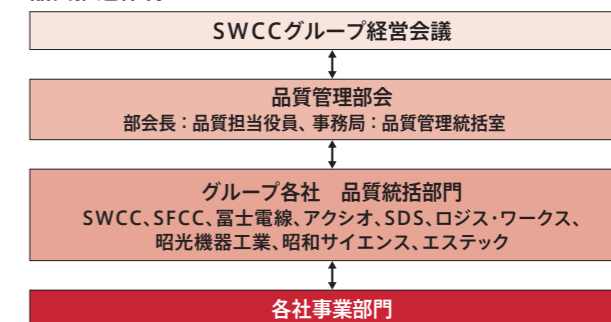 SWCCグループ経営会議
品質管理部会
部会長：品質担当役員、事務局：品質管理統括室
グループ各社　品質統括部門
SWCC、SFCC、冨士電線、アクシオ、SDS、ロジス・ワークス、
昭光機器工業、昭和サイエンス、エステック
各社事業部門